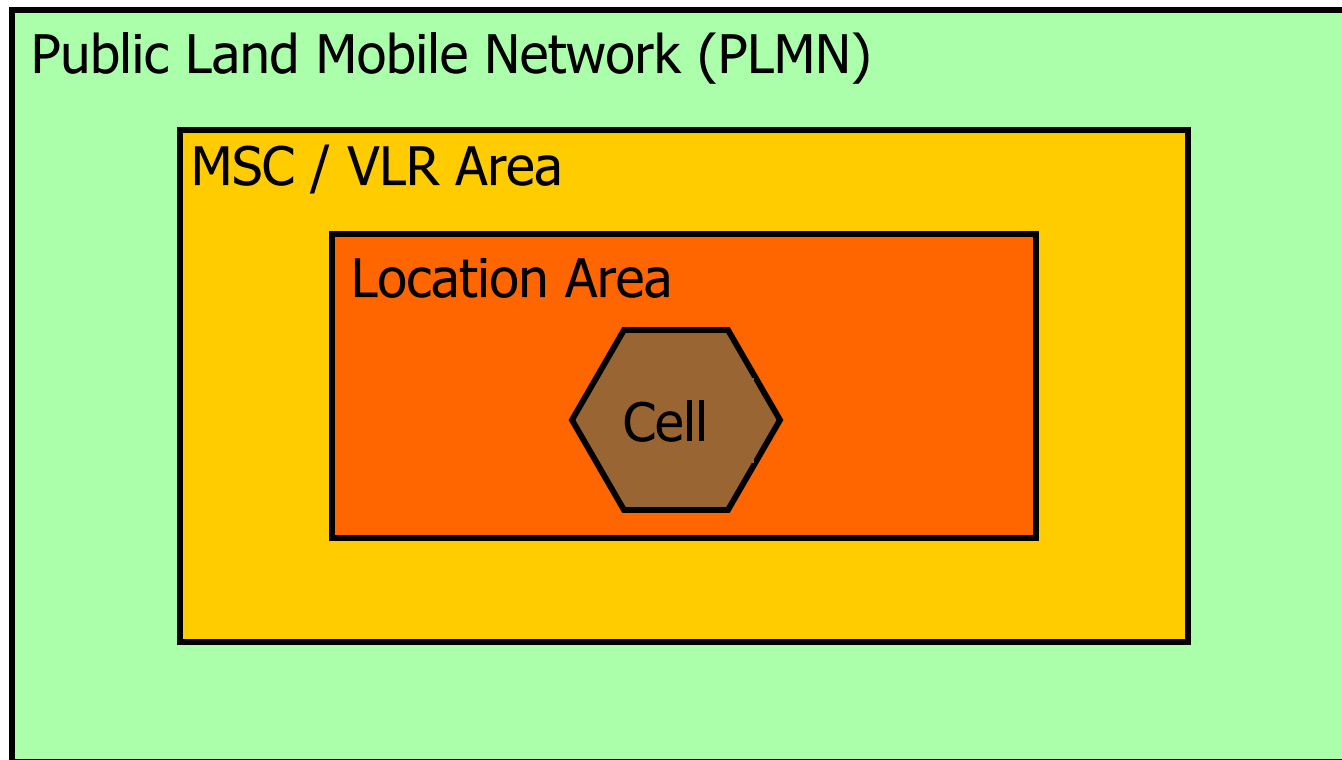 Public Land Mobile Network (PLMN)
MSC / VLR Area
Location Area
Cell